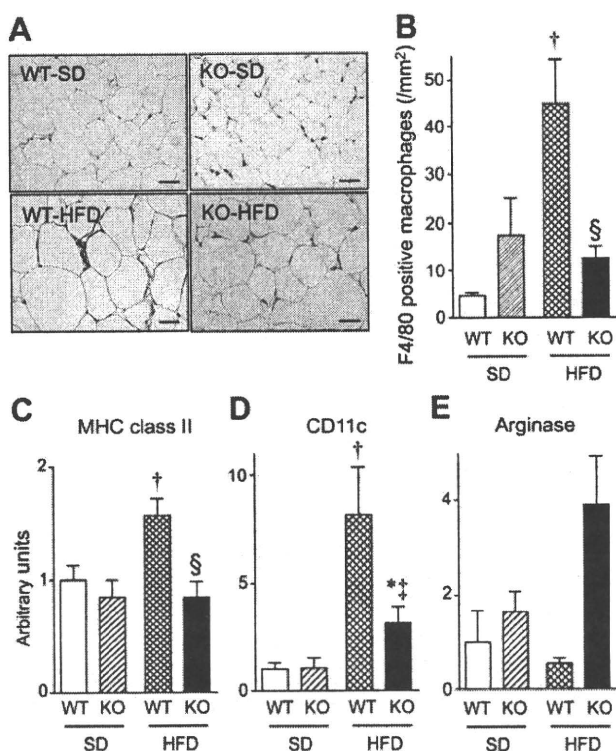 A
WT-SD
KO-SD
WT-HFD
KO-HFD
B
F4/80 positive macrophages (/mm²)
50
40
30
20
10
0
†
§
WT KO WT KO
SD HFD
C
MHC class II
Arbitrary units
2
1
0
†
§
WT KO WT KO
SD HFD
D
CD11c
10
5
0
†
*‡
WT KO WT KO
SD HFD
E
Arginase
4
2
0
WT KO WT KO
SD HFD